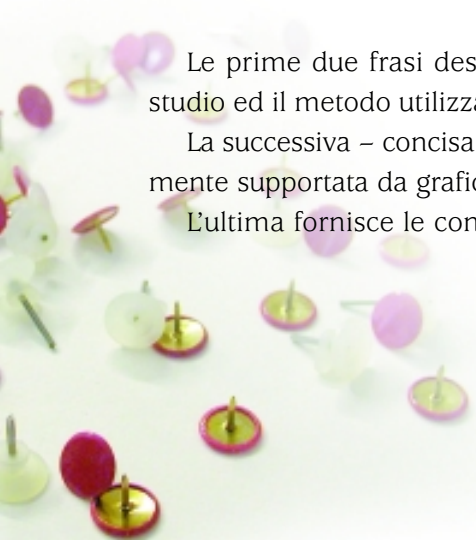 Le prime due frasi des
studio ed il metodo utilizza
La successiva – concisa
mente supportata da grafic
L’ultima fornisce le con